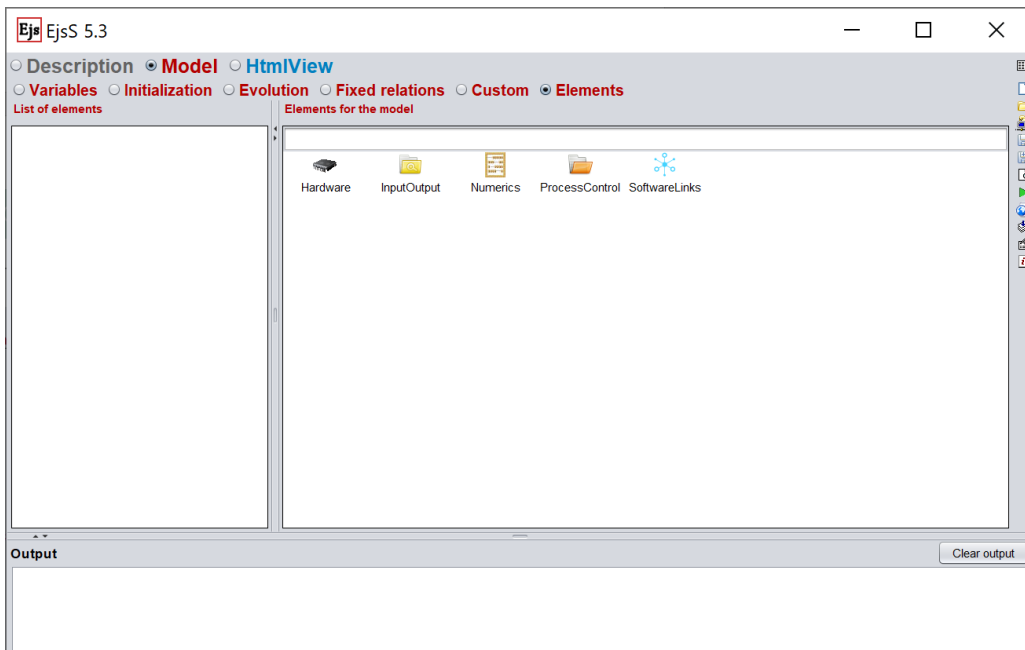 Ejs EjsS 5.3
Description Model HtmlView
Variables Initialization Evolution Fixed relations Custom Elements
List of elements Elements for the model
Hardware InputOutput Numerics ProcessControl SoftwareLinks
Output Clear output